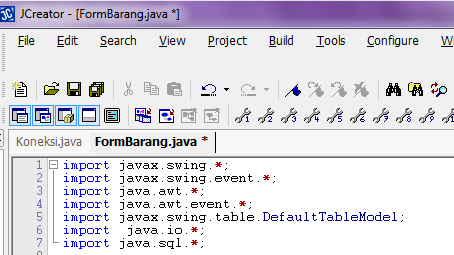 JCreator - [FormBarang.java *]
File Edit Search View Project Build Tools Configure
Koneksi.java FormBarang.java *
1 import javax.swing.*;
2 import javax.swing.event.*;
3 import java.awt.*;
4 import java.awt.event.*;
5 import javax.swing.table.DefaultTableModel;
6 import  java.io.*;
7 import java.sql.*;